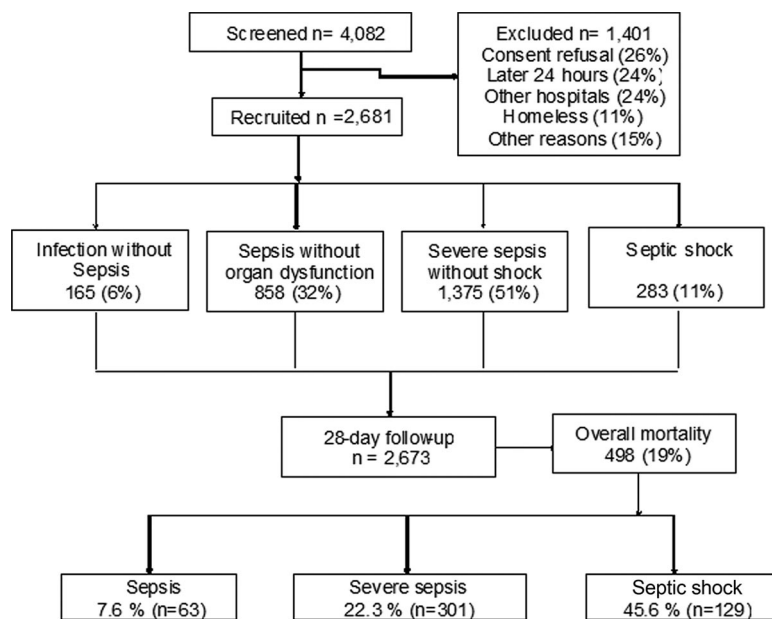 Screened n= 4,082
Excluded n= 1,401
Consent refusal (26%)
Later 24 hours (24%)
Other hospitals (24%)
Homeless (11%)
Other reasons (15%)
Recruited n =2,681
Infection without
Sepsis
165 (6%)
Sepsis without
organ dysfunction
858 (32%)
Severe sepsis
without shock
1,375 (51%)
Septic shock
283 (11%)
28-day follow-up
n = 2,673
Overall mortality
498 (19%)
Sepsis
7.6 % (n=63)
Severe sepsis
22.3 % (n=301)
Septic shock
45.6 % (n=129)